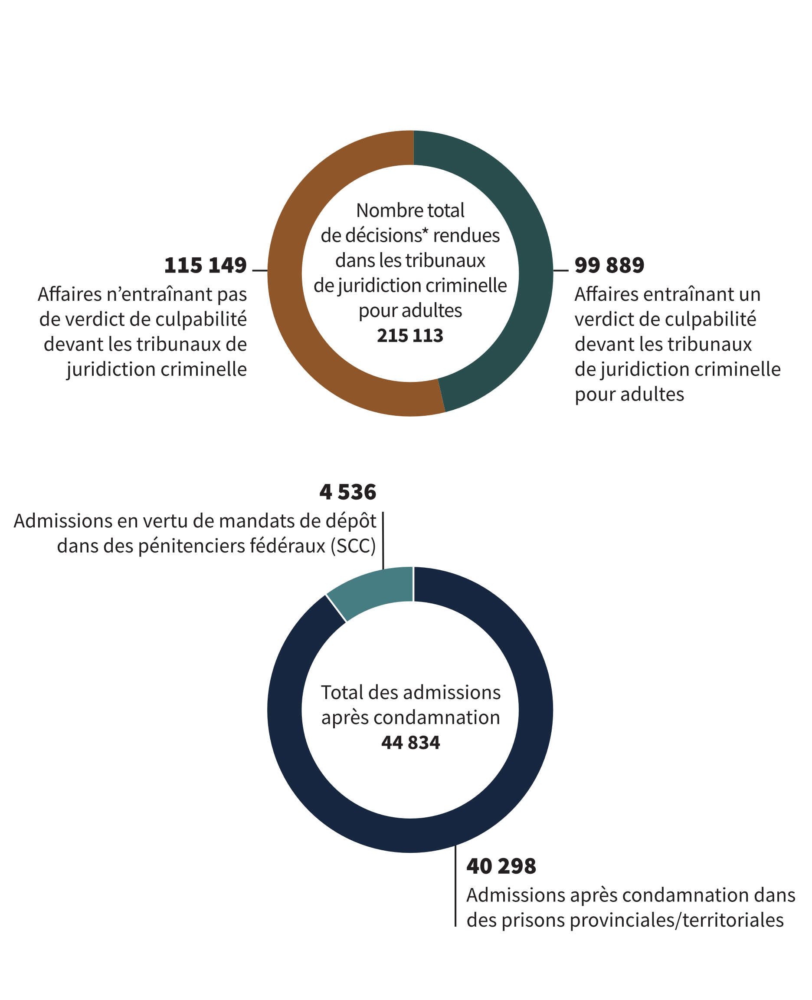 Nombre total
de décisions* rendues
dans les tribunaux
de juridiction criminelle
pour adultes
215 113
115 149
Affaires n’entraînant pas
de verdict de culpabilité
devant les tribunaux de
juridiction criminelle
99 889
Affaires entraînant un
verdict de culpabilité
devant les tribunaux
de juridiction criminelle
pour adultes
4 536
Admissions en vertu de mandats de dépôt
dans des pénitenciers fédéraux (SCC)
Total des admissions
après condamnation
44 834
40 298
Admissions après condamnation dans
des prisons provinciales/territoriales